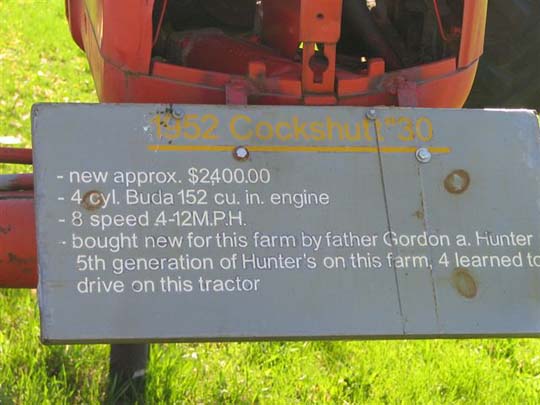 1952 Cockshutt "30
- new approx. $2400.00
- 4 cyl. Buda 152 cu. in. engine
- 8 speed 4-12M.P.H.
- bought new for this farm by father Gordon a. Hunter
5th generation of Hunter's on this farm, 4 learned to
drive on this tractor